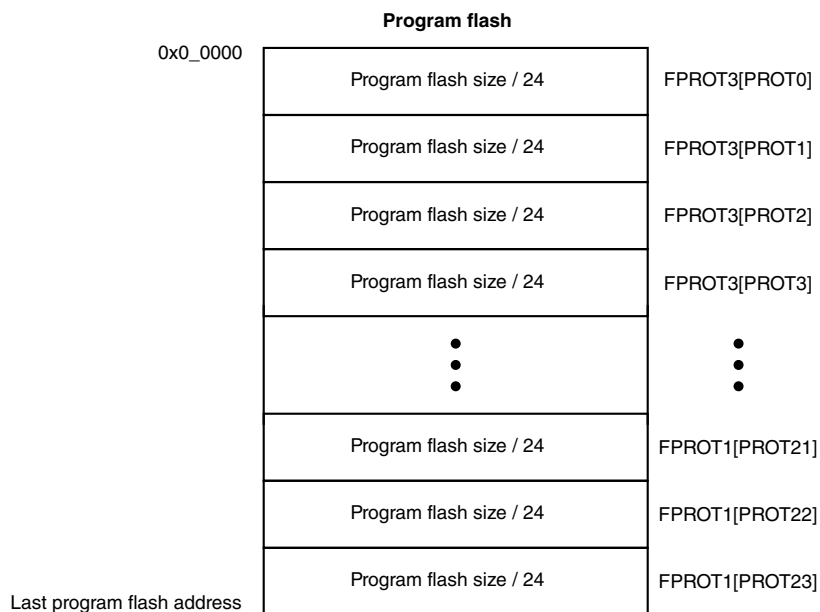 Program flash
0x0_0000
Program flash size / 24 FPROT3[PROT0]
Program flash size / 24 FPROT3[PROT1]
Program flash size / 24 FPROT3[PROT2]
Program flash size / 24 FPROT3[PROT3]
Program flash size / 24 FPROT1[PROT21]
Program flash size / 24 FPROT1[PROT22]
Program flash size / 24 FPROT1[PROT23]
Last program flash address